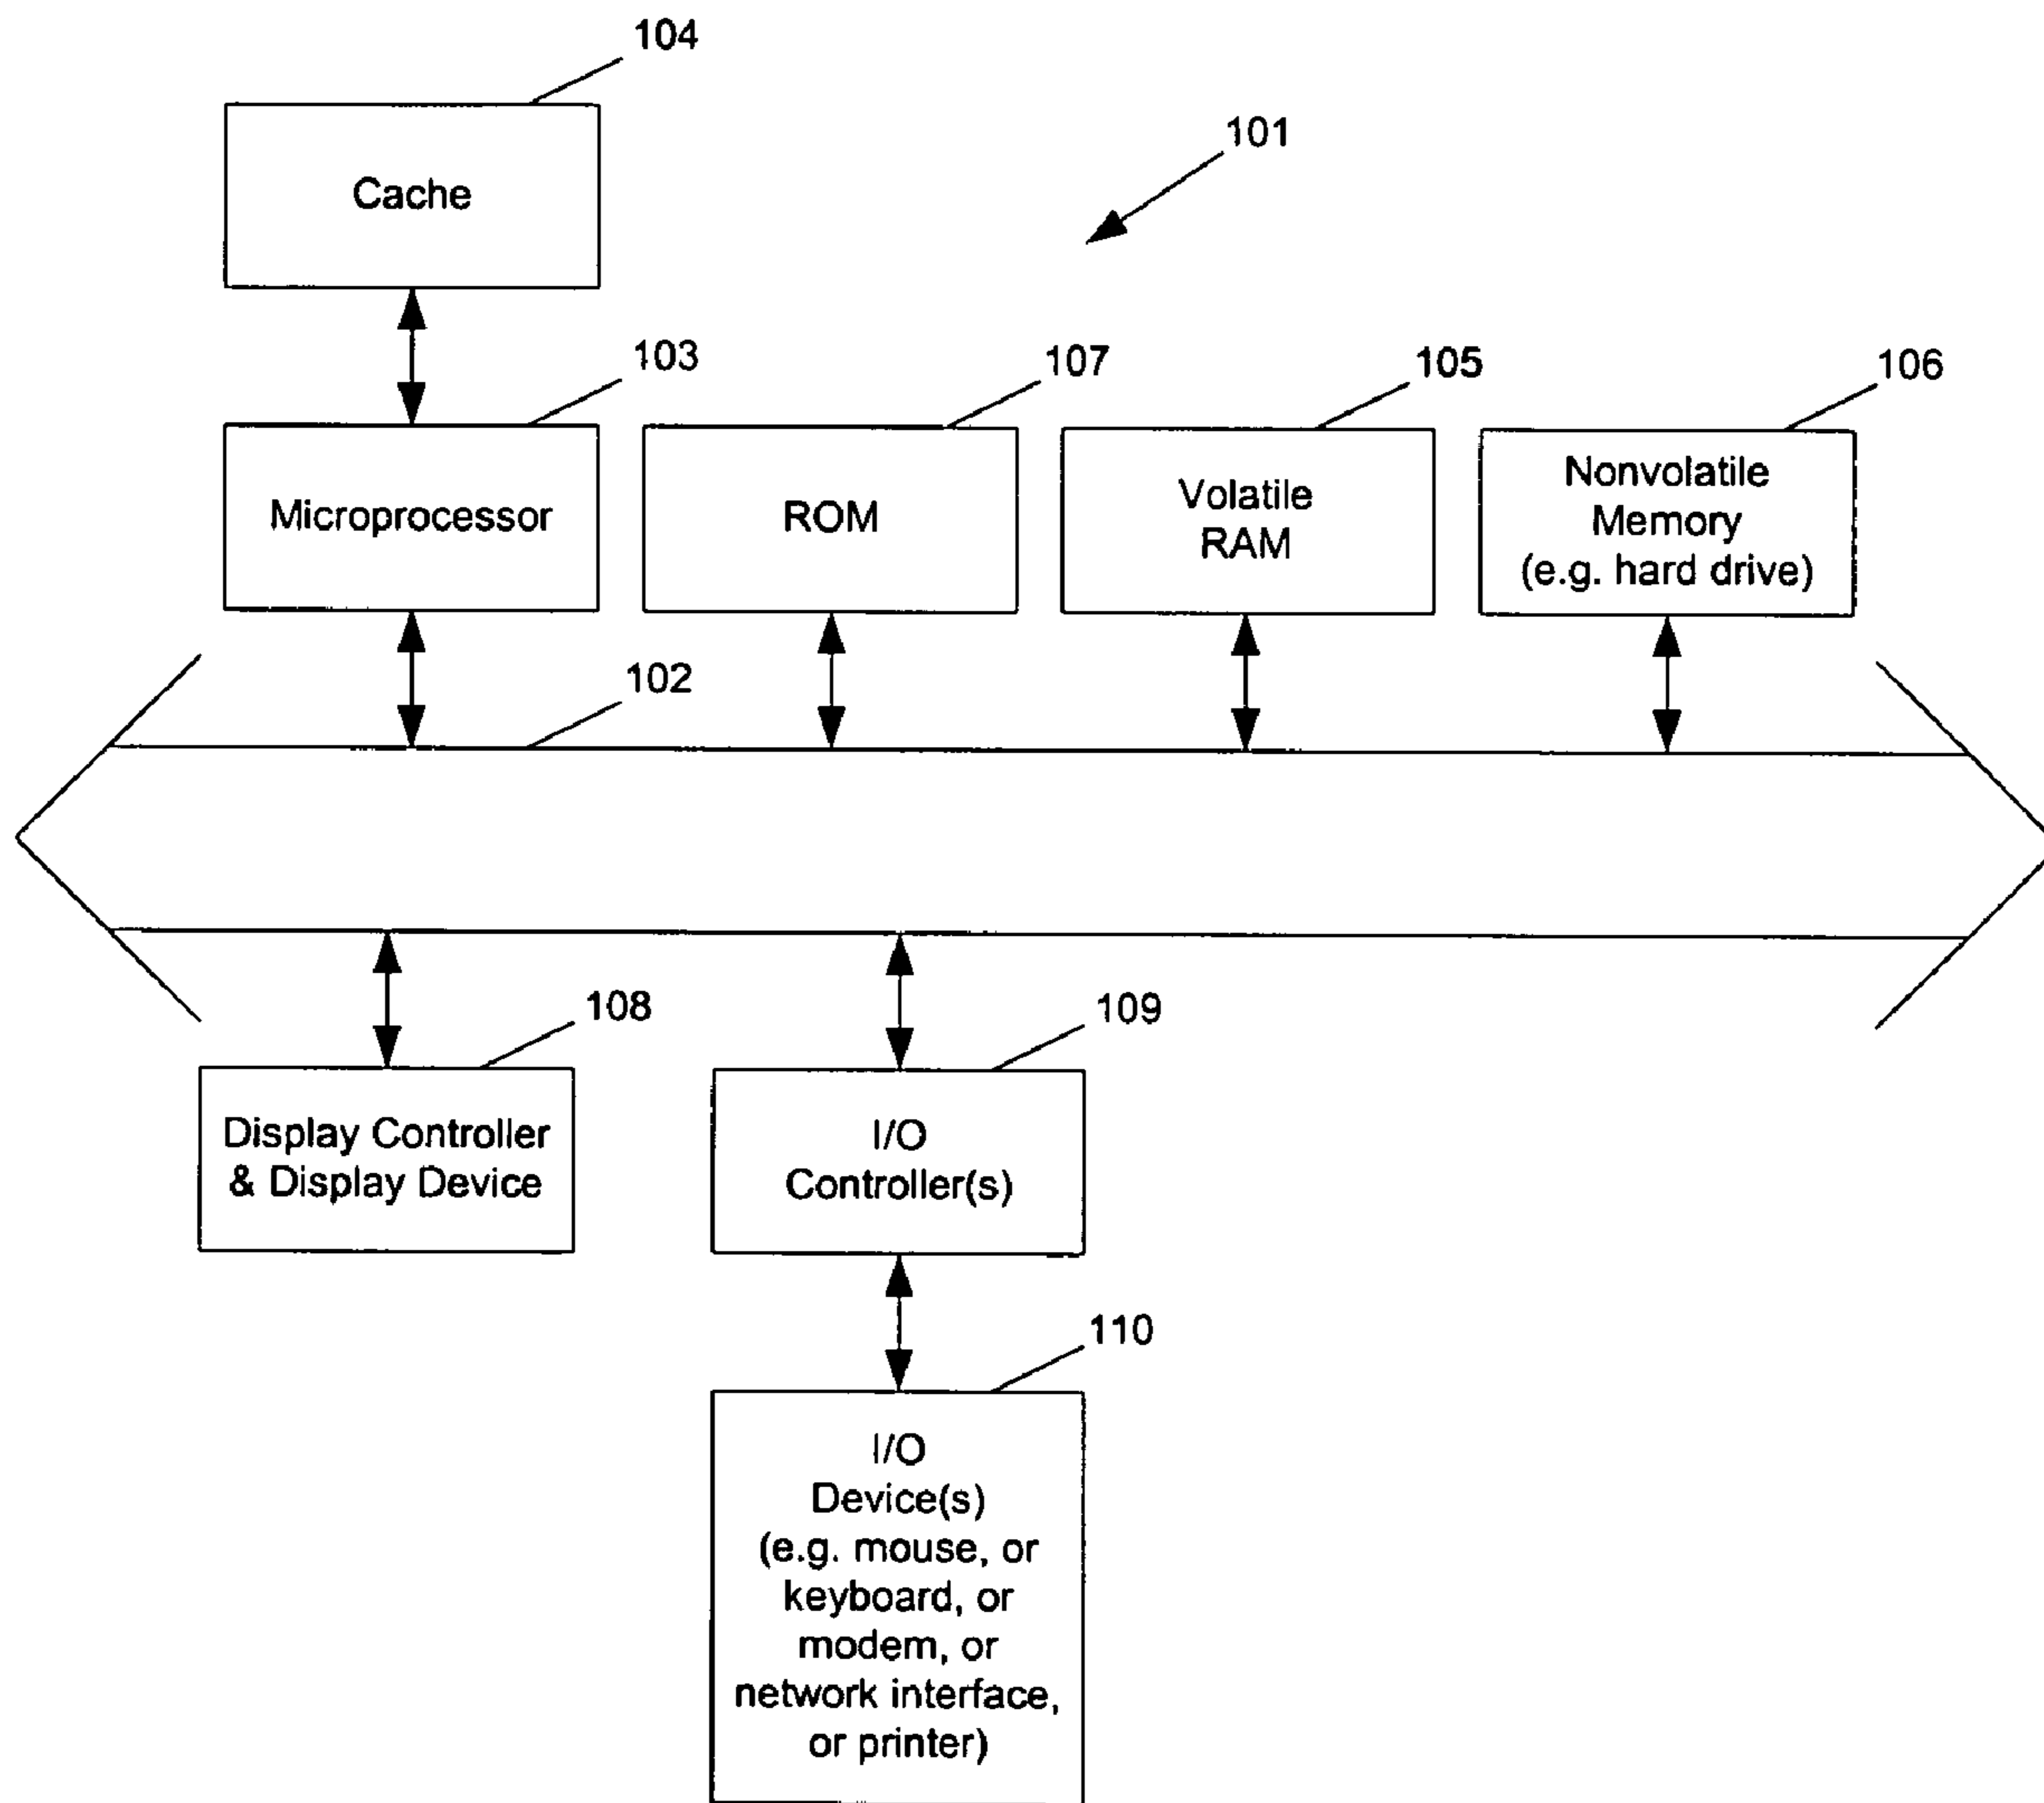 104
Cache
101
103
107
105
106
Microprocessor
ROM
Volatile
RAM
Nonvolatile
Memory
(e.g. hard drive)
102
108
109
Display Controller
& Display Device
I/O
Controller(s)
110
I/O
Device(s)
(e.g. mouse, or
keyboard, or
modem, or
network interface,
or printer)